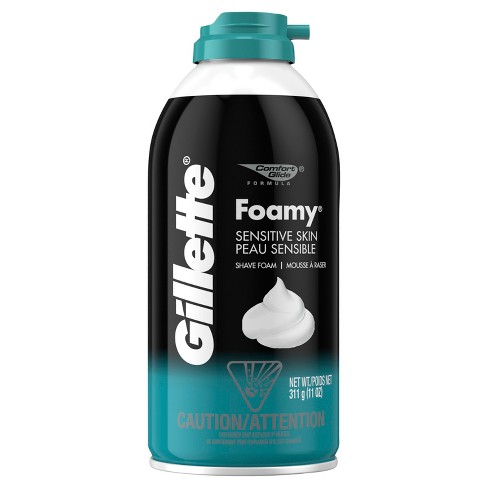 Gillette®
Comfort
Glide®
FORMULA
Foamy®
SENSITIVE SKIN
PEAU SENSIBLE
SHAVE FOAM | MOUSSE À RASER
NET WT./POIDS NET
311 g (11 OZ)
CAUTION/ATTENTION